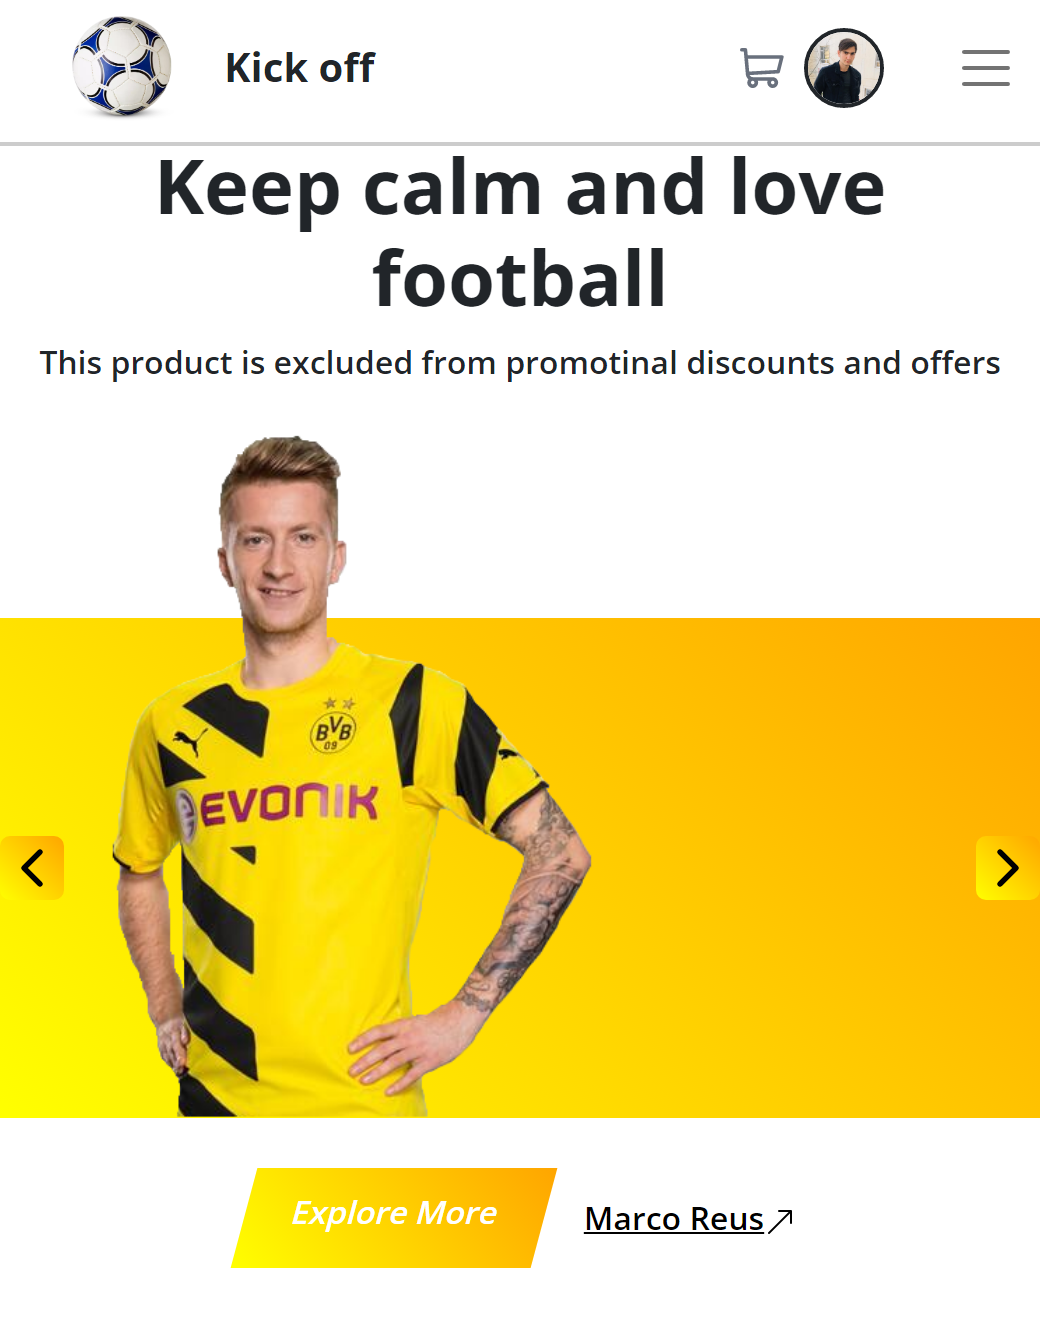 Kick off
Keep calm and love
football
This product is excluded from promotinal discounts and offers
BVB
09
EVONIK
Explore More
Marco Reus